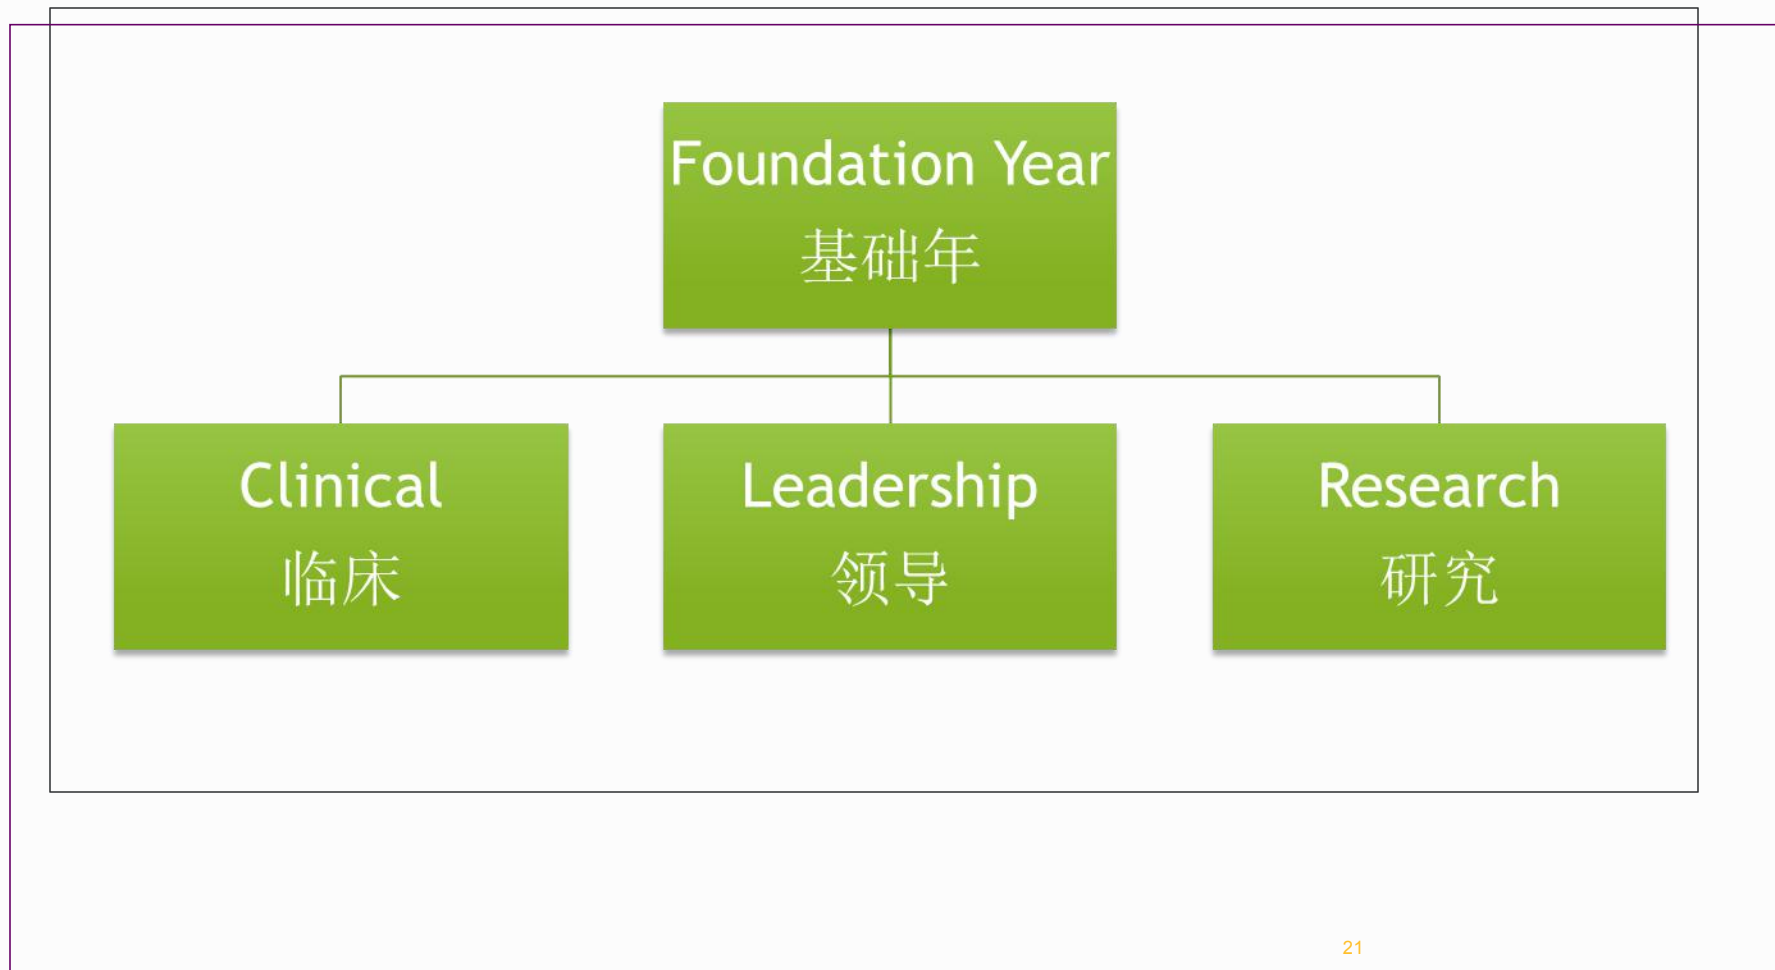 Foundation Year
基础年
Clinical
临床
Leadership
领导
Research
研究
21